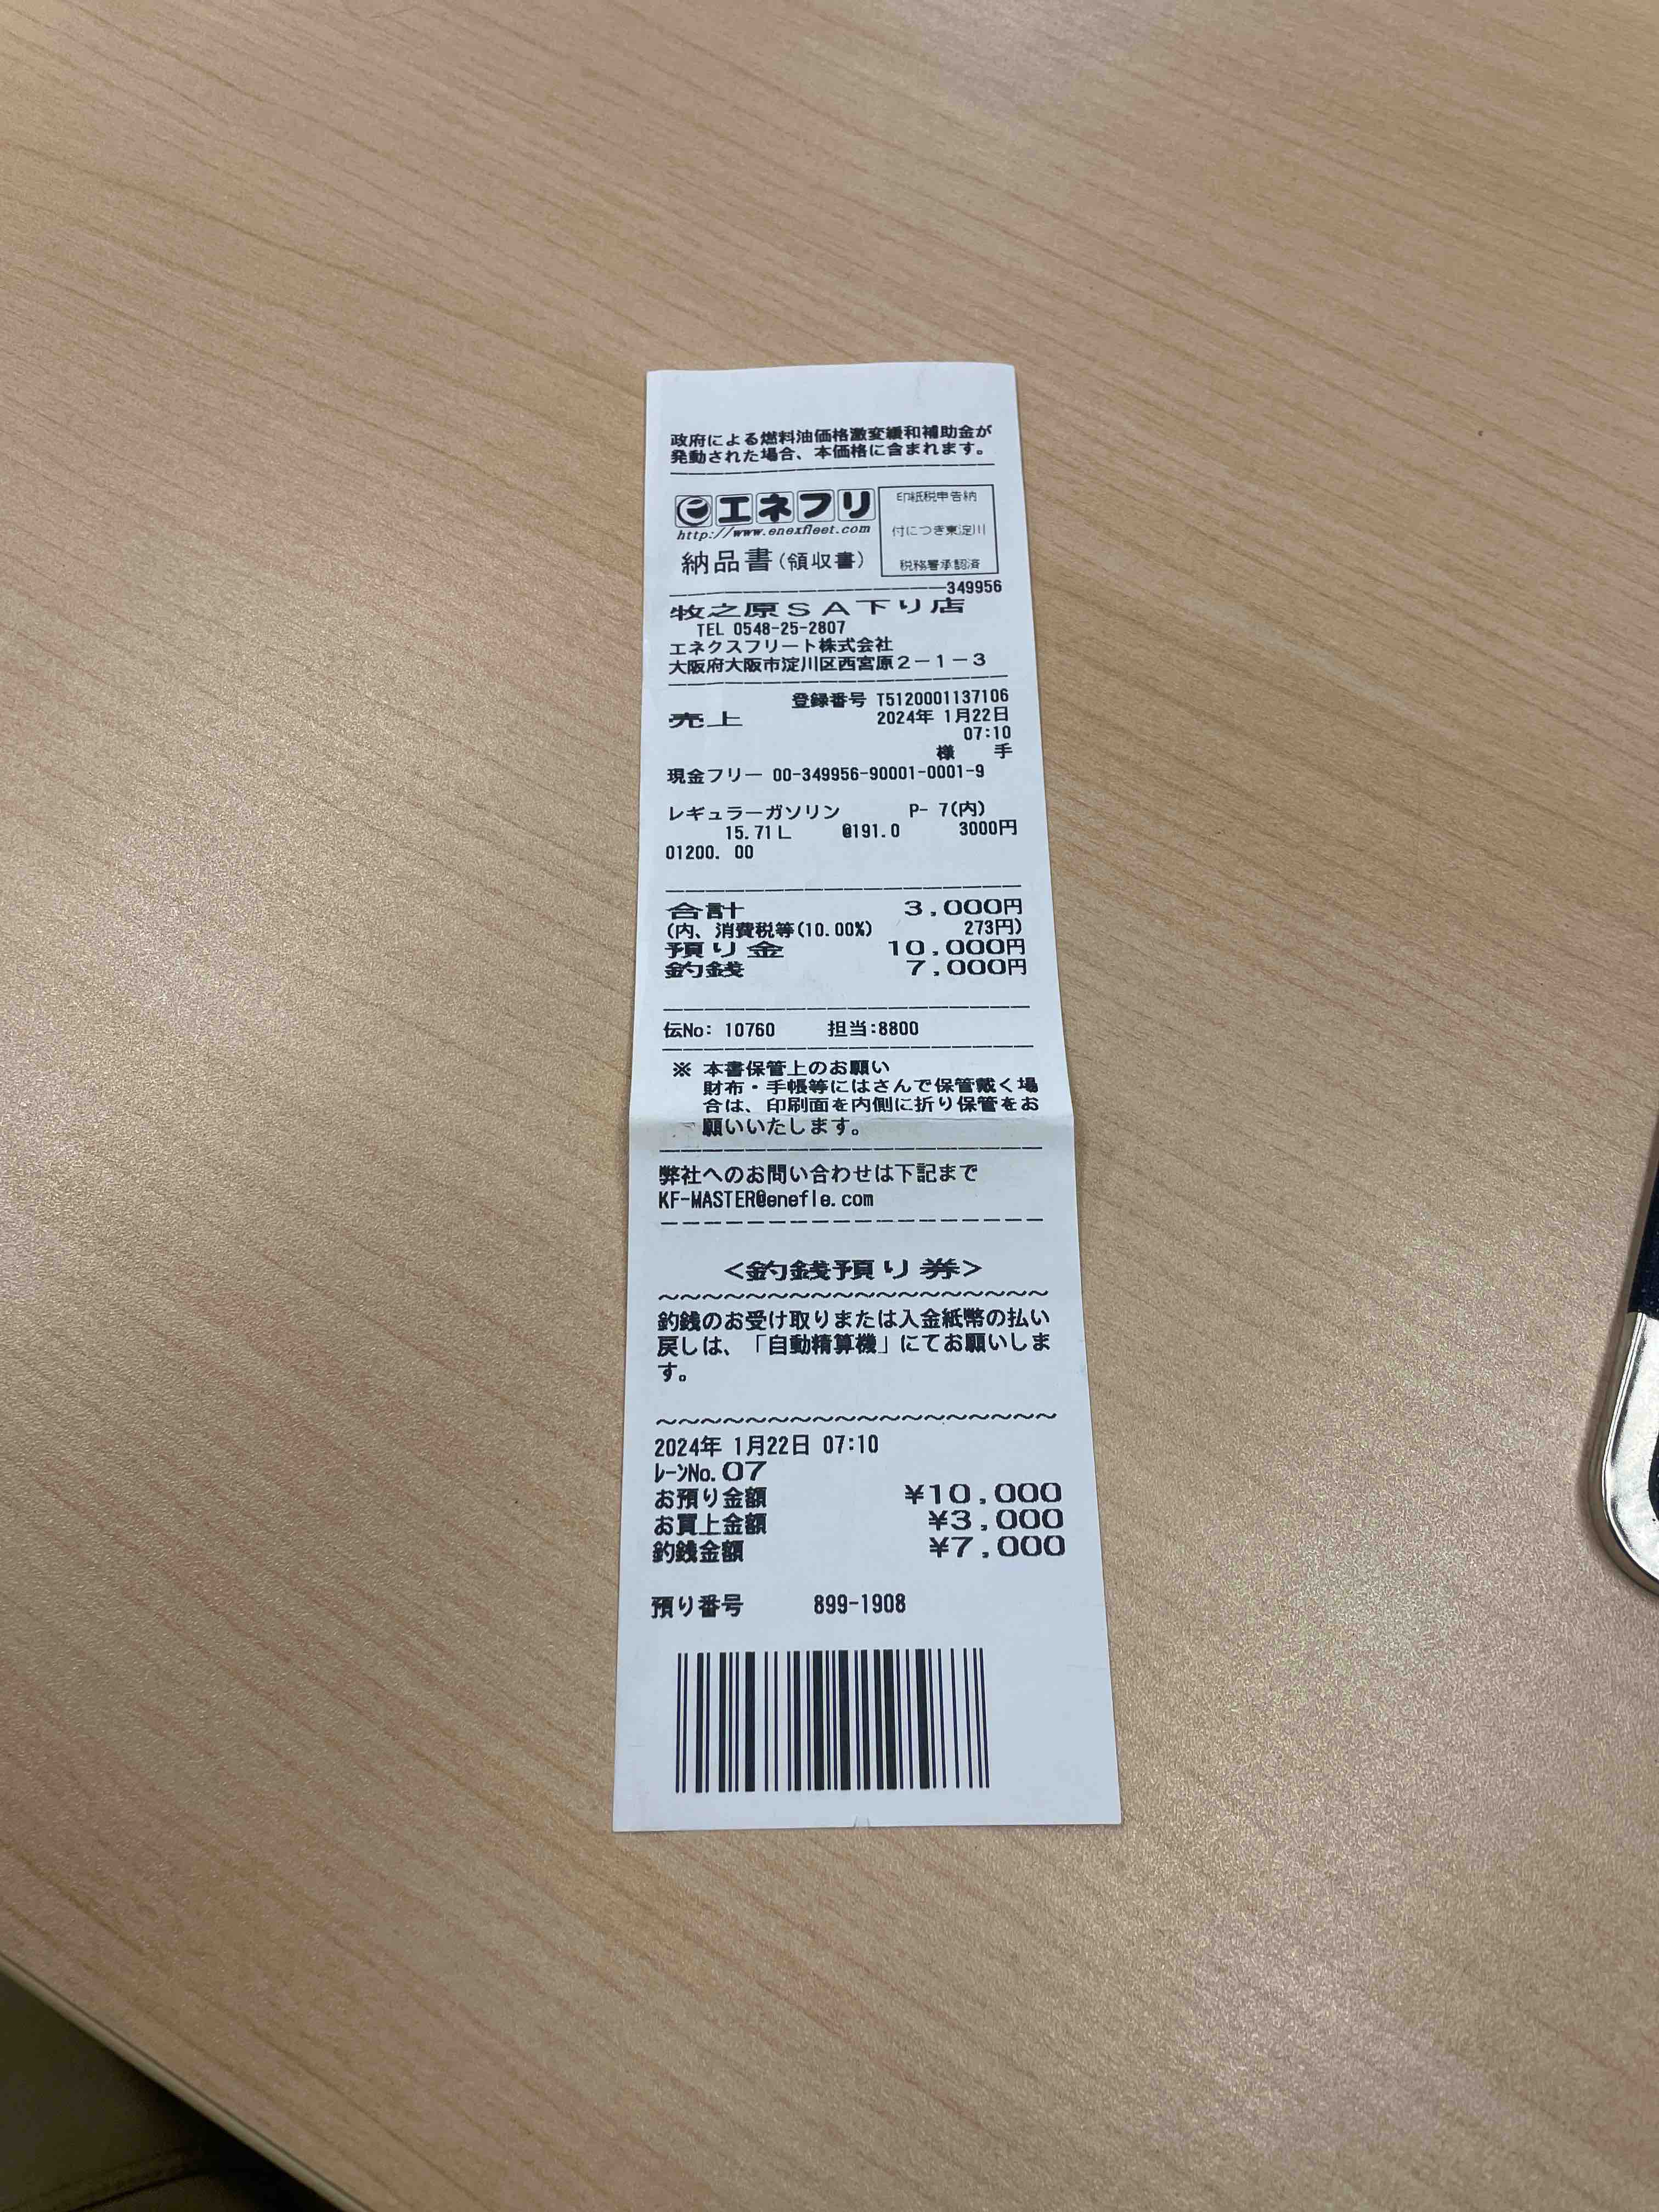 政府による燃料油価格激変緩和補助金が
発動された場合、本価格に含まれます。
エネフリ
http://www.enexfleet.com
納品書(領収書)
印紙税申告納
付につき東淀川
税務署承認済
349956
牧之原SA下り店
TEL 0548-25-2807
エネクスフリート株式会社
大阪府大阪市淀川区西宮原2-1-3
登録番号 T5120001137106
売上 2024年 1月22日
07:10
様 手
現金フリー 00-349956-90001-0001-9
レギュラーガソリン P- 7(内)
15.71L @191.0 3000円
01200. 00
合計 3,000円
(内、消費税等(10.00%) 273円)
預り金 10,000円
釣銭 7,000円
伝No: 10760 担当:8800
※ 本書保管上のお願い
財布・手帳等にはさんで保管戴く場
合は、印刷面を内側に折り保管をお
願いいたします。
弊社へのお問い合わせは下記まで
KF-MASTER@enefle.com
<釣銭預り券>
釣銭のお受け取りまたは入金紙幣の払い
戻しは、「自動精算機」にてお願いしま
す。
2024年 1月22日 07:10
ﾚｰﾝNo.07
お預り金額 ¥10,000
お買上金額 ¥3,000
釣銭金額 ¥7,000
預り番号 899-1908